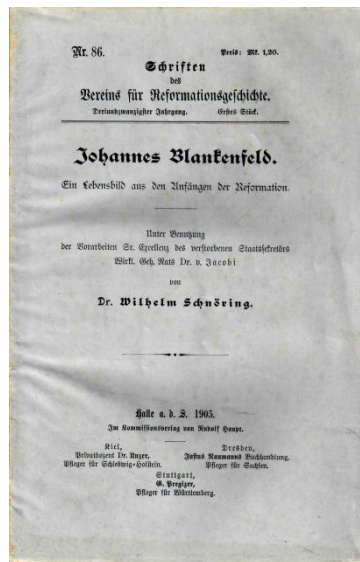 Nr. 86.
Preis: Mk. 1,20.
Schriften
des
Vereins für Reformationsgeschichte.
Dreiundzwanzigster Jahrgang. Erstes Stück.
Johannes Blankenfeld.
Ein Lebensbild aus den Anfängen der Reformation.
Unter Benutzung
der Vorarbeiten Sr. Excellenz des verstorbenen Staatssekretärs
Wirkl. Geh. Rats Dr. v. Jacobi
von
Dr. Wilhelm Schnöring.
Halle a. d. S. 1905.
Im Kommissionsverlag von Rudolf Haupt.
Kiel,
Privatdozent Dr. Unzer,
Pfleger für Schleswig-Holstein.
Dresden,
Justus Naumanns Buchhandlung,
Pfleger für Sachsen.
Stuttgart,
G. Pregizer,
Pfleger für Württemberg.